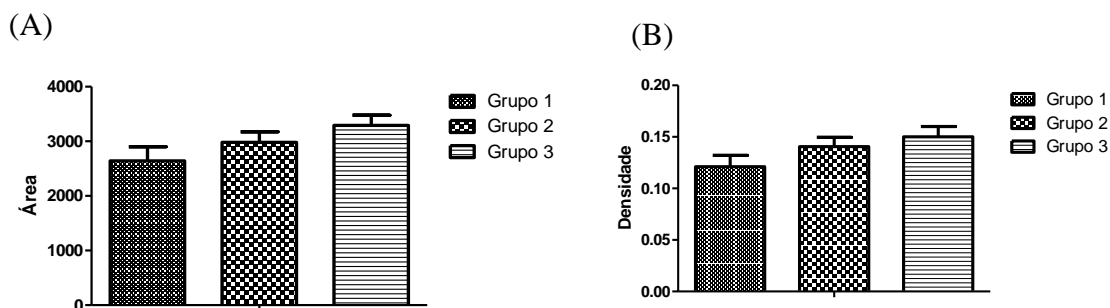 (A)
Área
4000
3000
2000
1000
0
Grupo 1
Grupo 2
Grupo 3
(B)
Densidade
0.20
0.15
0.10
0.05
0.00
Grupo 1
Grupo 2
Grupo 3